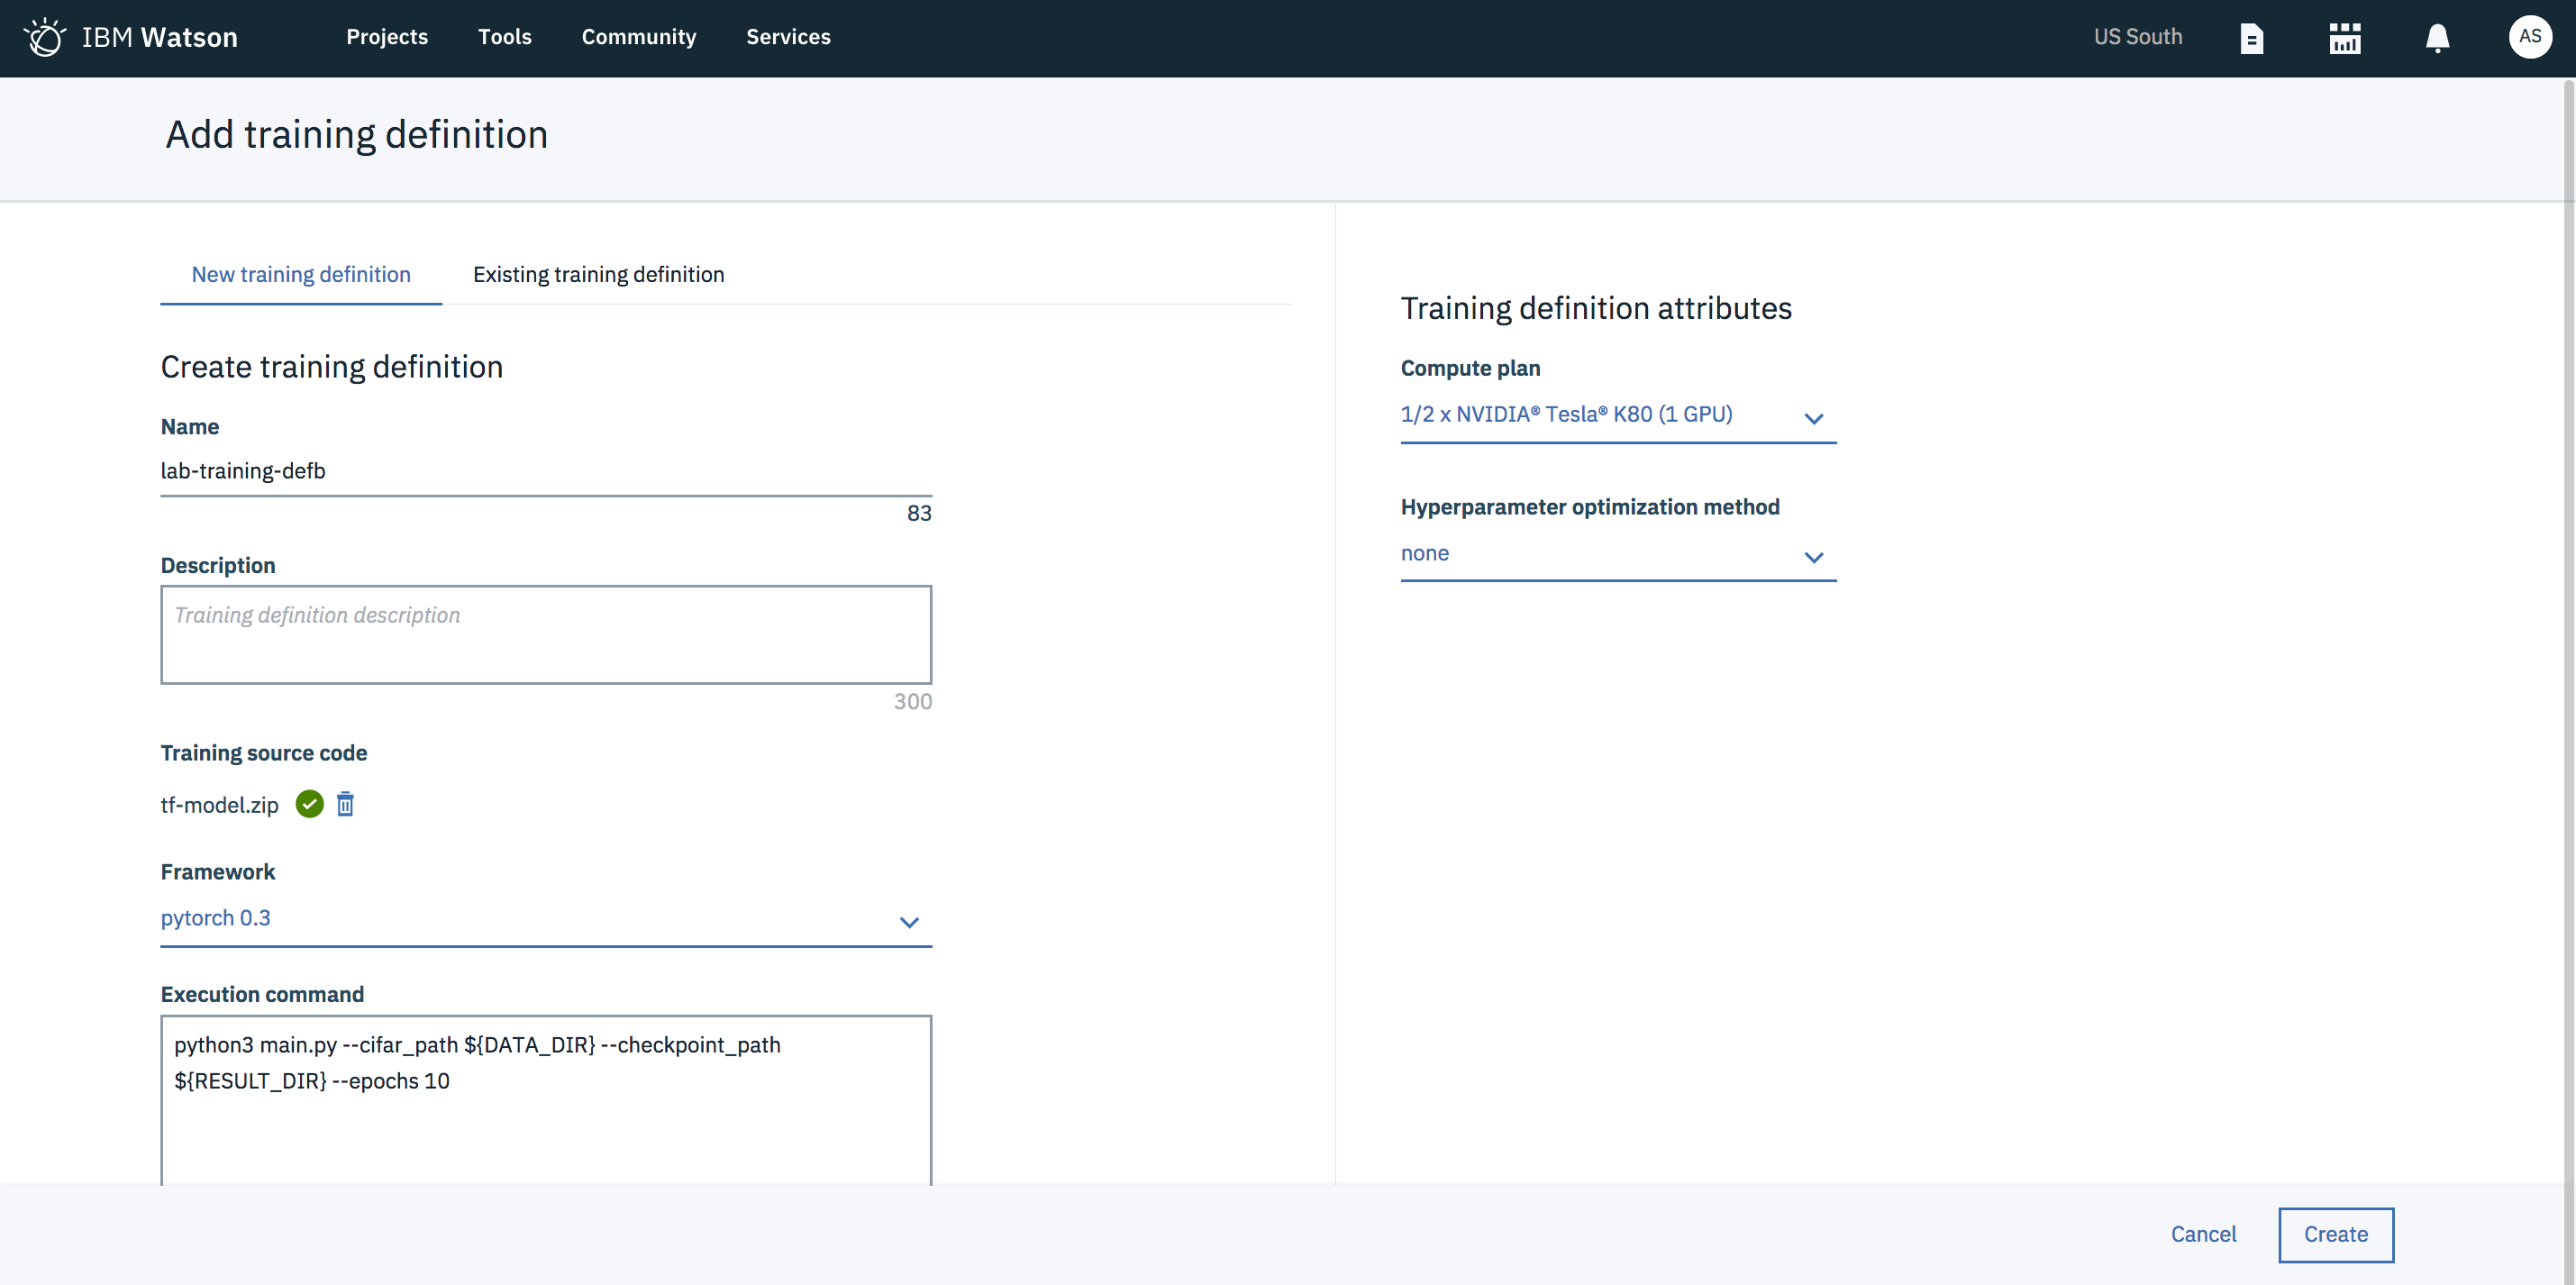 IBM Watson
Projects
Tools
Community
Services
US South
AS
Add training definition
New training definition
Existing training definition
Create training definition
Name
lab-training-defb
83
Description
Training definition description
300
Training source code
tf-model.zip
Framework
pytorch 0.3
Execution command
python3 main.py --cifar_path ${DATA_DIR} --checkpoint_path
${RESULT_DIR} --epochs 10
Training definition attributes
Compute plan
1/2 x NVIDIA® Tesla® K80 (1 GPU)
Hyperparameter optimization method
none
Cancel
Create